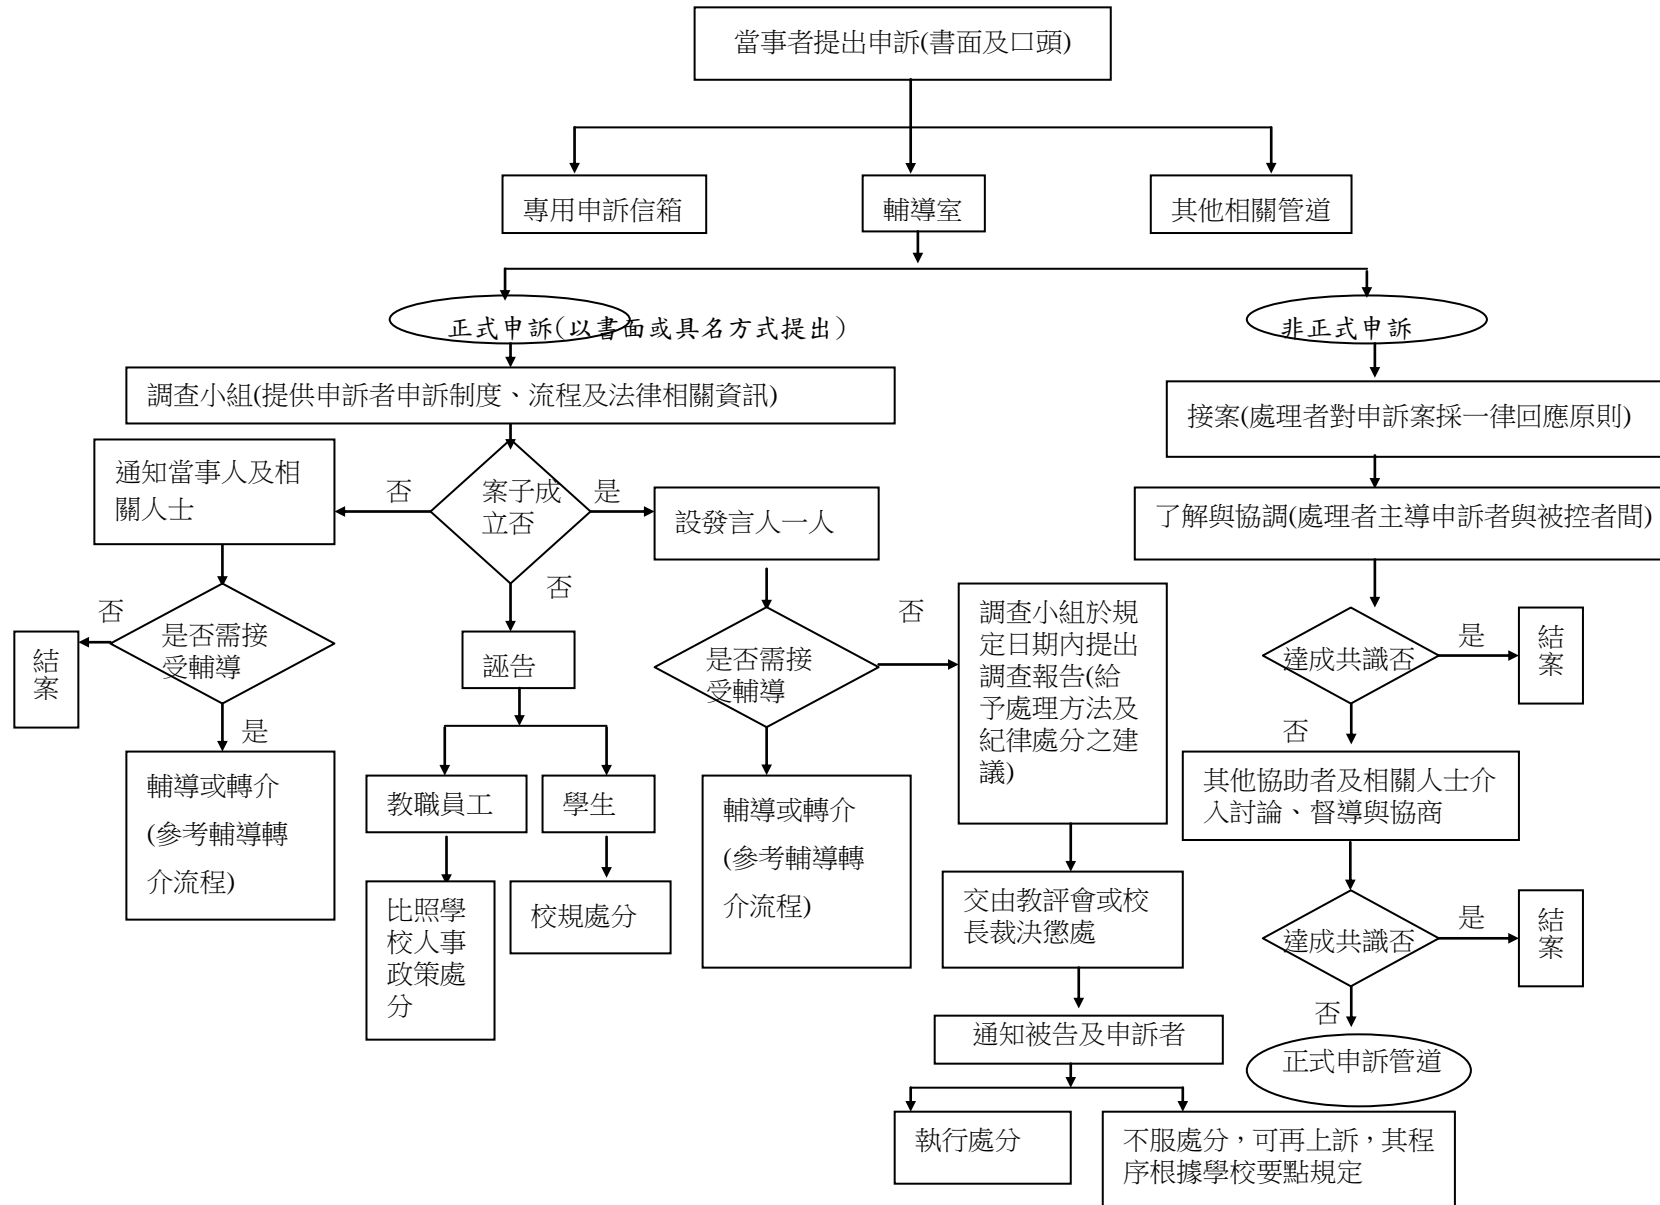 當事者提出申訴(書面及口頭)
專用申訴信箱
輔導室
其他相關管道
正式申訴(以書面或具名方式提出)
非正式申訴
調查小組(提供申訴者申訴制度、流程及法律相關資訊)
接案(處理者對申訴案採一律回應原則)
通知當事人及相
關人士
否
案子成
立否
是
設發言人一人
了解與協調(處理者主導申訴者與被控者間)
否
否
是否需接
受輔導
結
案
是
誣告
是否需接
受輔導
否
調查小組於規
定日期內提出
調查報告(給
予處理方法及
紀律處分之建
議)
達成共識否
是
結
案
否
輔導或轉介
(參考輔導轉
介流程)
教職員工
學生
輔導或轉介
(參考輔導轉
介流程)
其他協助者及相關人士介
入討論、督導與協商
比照學
校人事
政策處
分
校規處分
交由教評會或校
長裁決懲處
達成共識否
是
結
案
否
通知被告及申訴者
正式申訴管道
執行處分
不服處分，可再上訴，其程
序根據學校要點規定